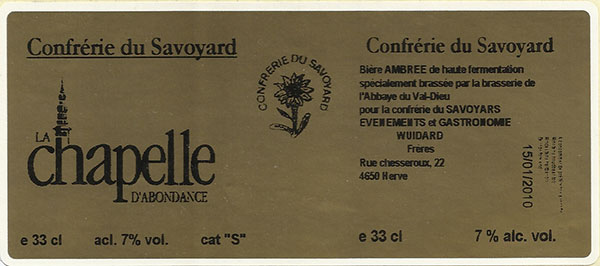 Confrérie du Savoyard
LA
chapelle
D'ABONDANCE
e 33 cl acl. 7% vol. cat "S"
CONFRERIE DU SAVOYARD
Confrérie du Savoyard
Bière AMBREE de haute fermentation
spécialement brassée par la brasserie de
l'Abbaye du Val-Dieu
pour la confrérie du SAVOYARS
EVENEMENTS et GASTRONOMIE
WUIDARD
Frères
Rue chesseroux, 22
4650 Herve
15/01/2010
e 33 cl 7 % alc. vol.